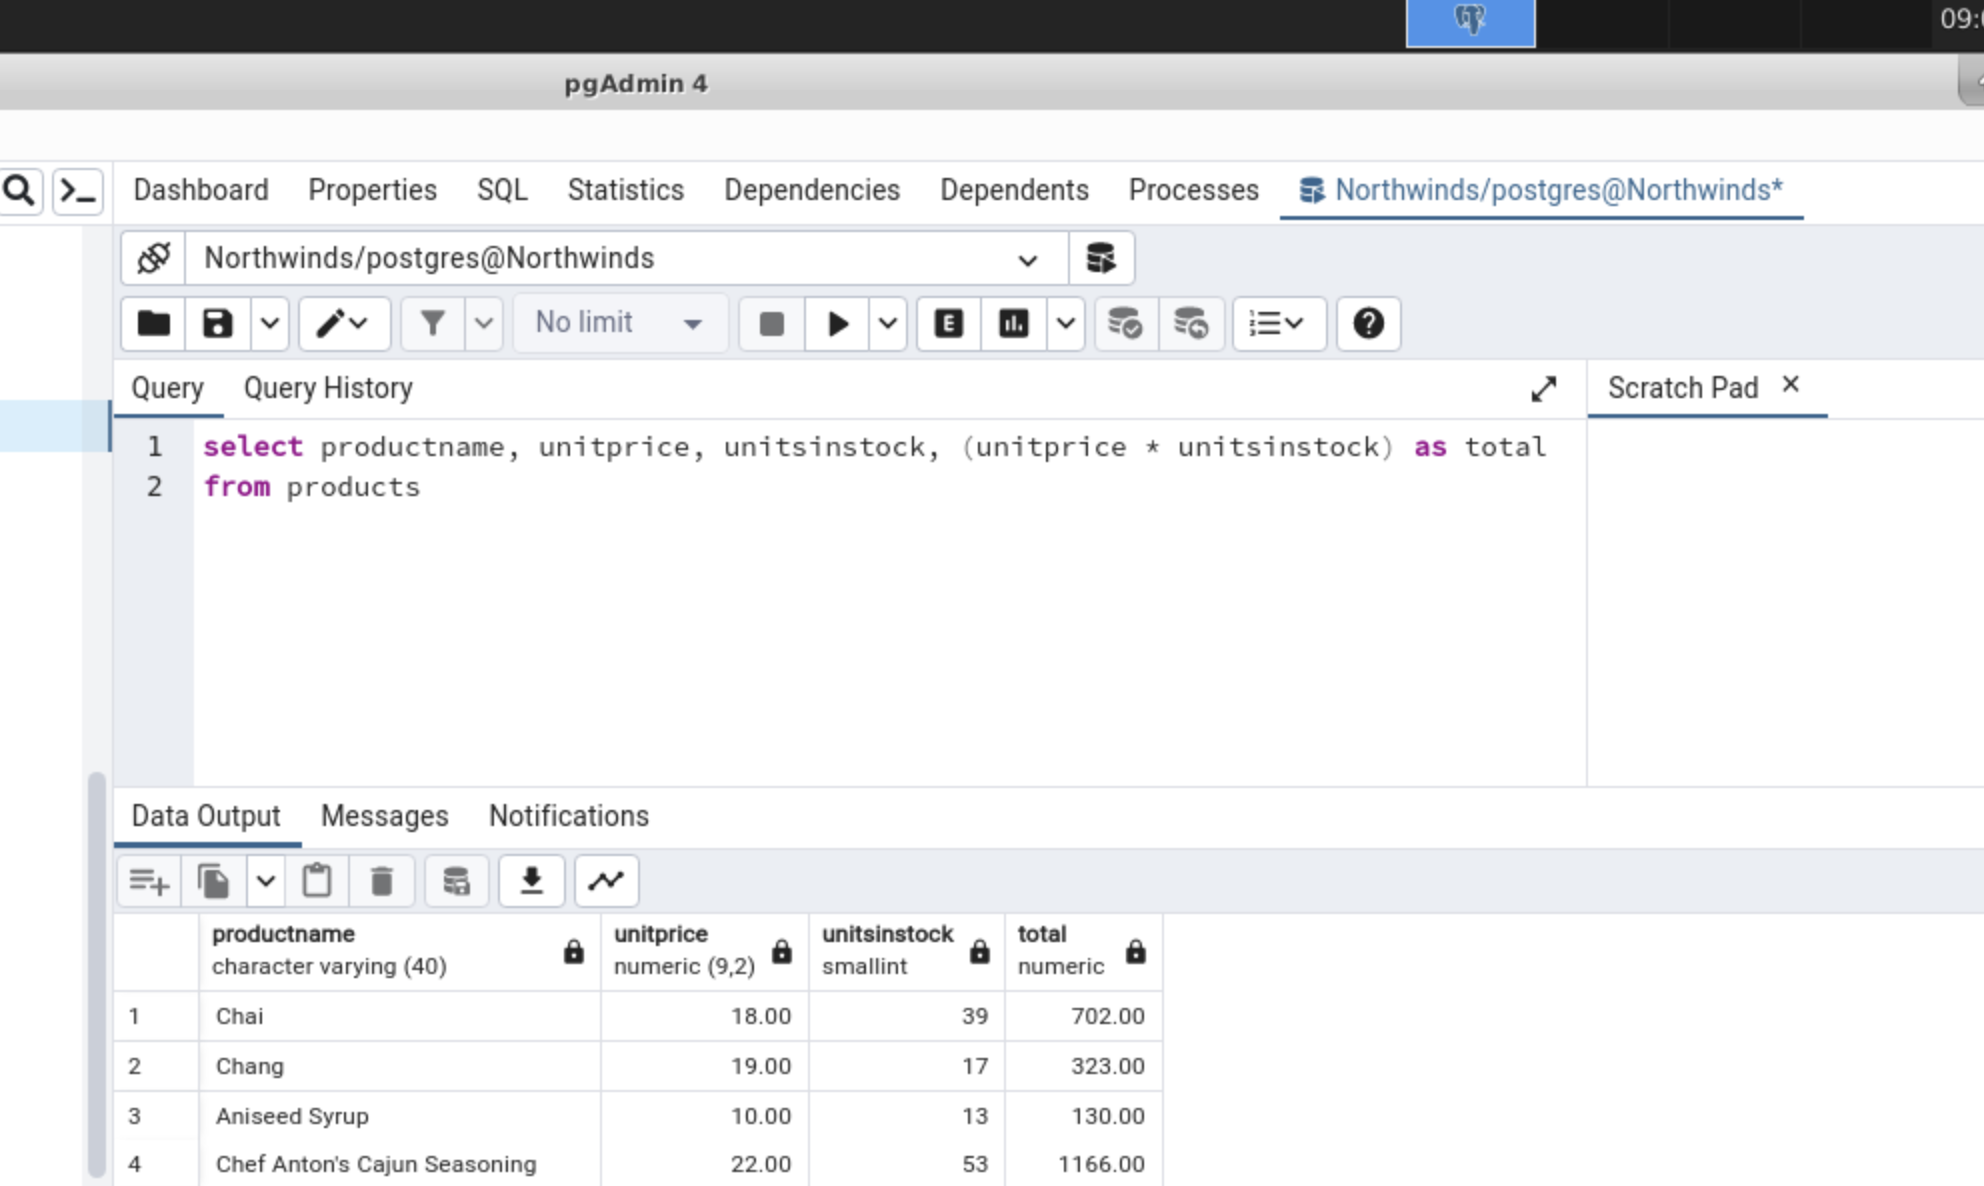 09:
pgAdmin 4
Dashboard Properties SQL Statistics Dependencies Dependents Processes Northwinds/postgres@Northwinds*
Northwinds/postgres@Northwinds
No limit E
Query Query History Scratch Pad
1 select productname, unitprice, unitsinstock, (unitprice * unitsinstock) as total
2 from products
Data Output Messages Notifications
productname unitprice unitsinstock total
character varying (40) numeric (9,2) smallint numeric
1 Chai 18.00 39 702.00
2 Chang 19.00 17 323.00
3 Aniseed Syrup 10.00 13 130.00
4 Chef Anton's Cajun Seasoning 22.00 53 1166.00